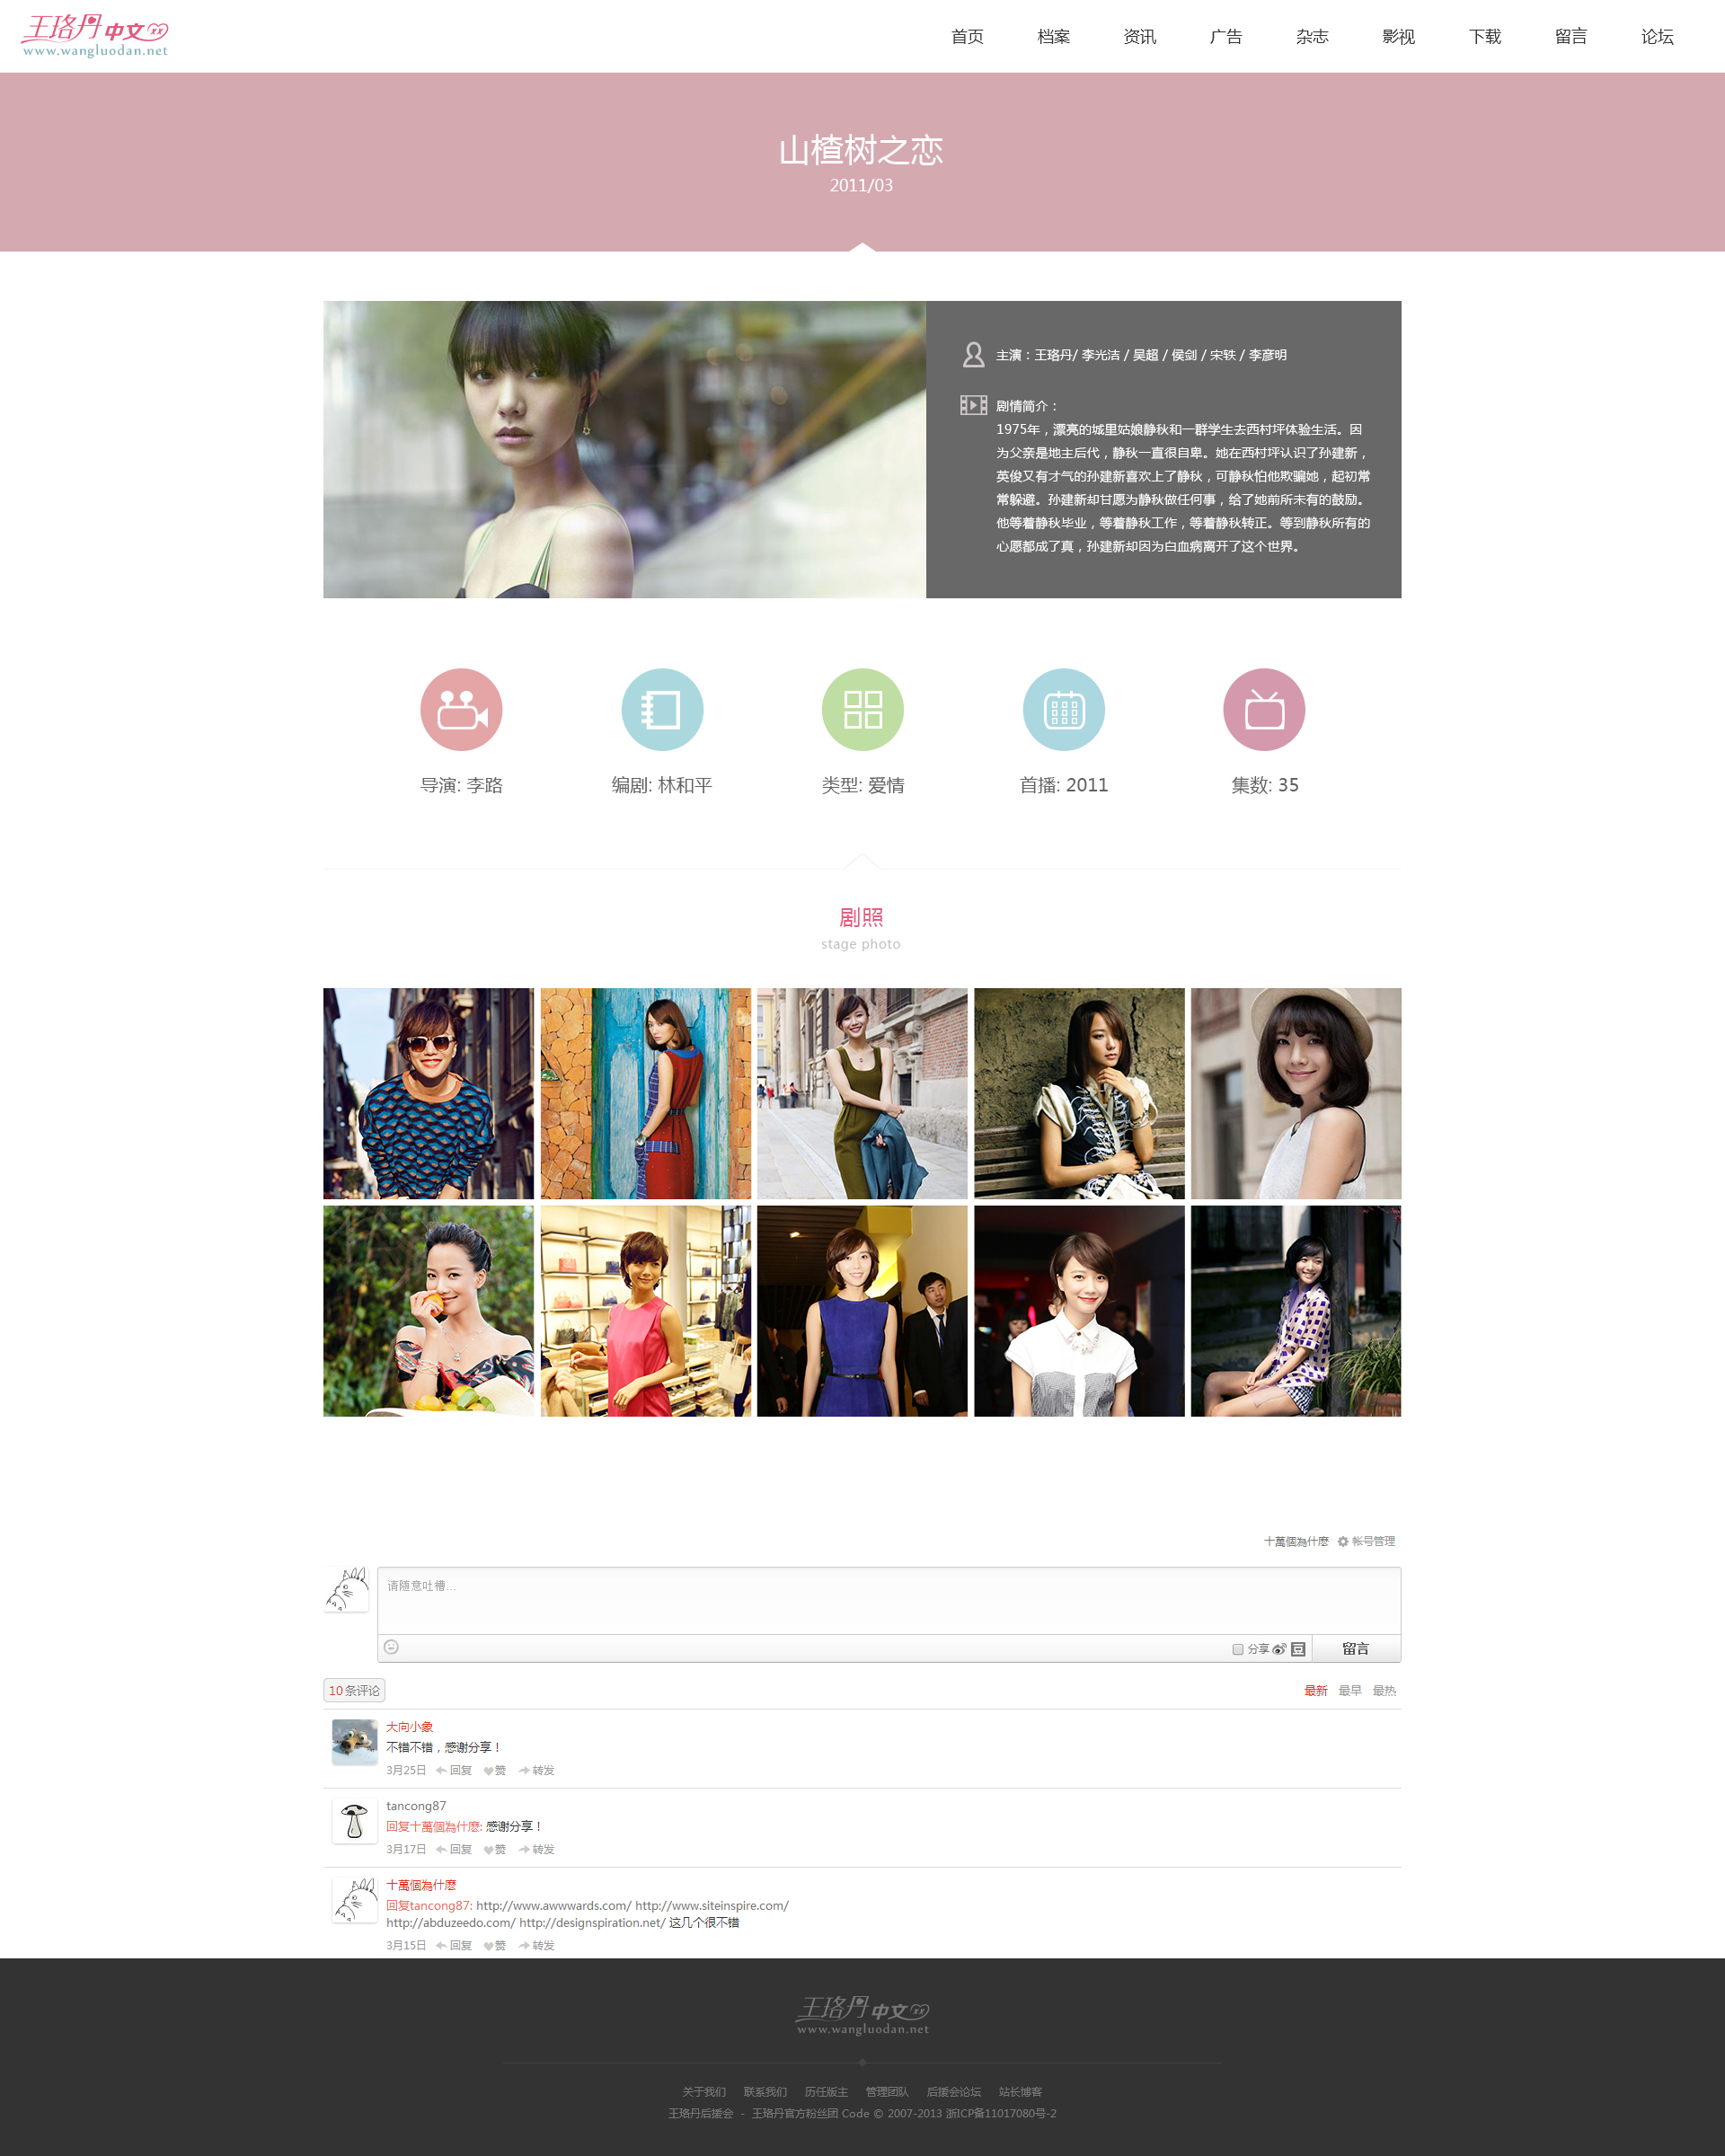 王珞丹中文
www.wangluodan.net
首页 档案 资讯 广告 杂志 影视 下载 留言 论坛
山楂树之恋
2011/03
主演：王珞丹/ 李光洁 / 吴超 / 侯剑 / 宋轶 / 李彦明
剧情简介：
1975年，漂亮的城里姑娘静秋和一群学生去西村坪体验生活。因
为父亲是地主后代，静秋一直很自卑。她在西村坪认识了孙建新，
英俊又有才气的孙建新喜欢上了静秋，可静秋怕他欺骗她，起初常
常躲避。孙建新却甘愿为静秋做任何事，给了她前所未有的鼓励。
他等着静秋毕业，等着静秋工作，等着静秋转正。等到静秋所有的
心愿都成了真，孙建新却因为白血病离开了这个世界。
导演: 李路 编剧: 林和平 类型: 爱情 首播: 2011 集数: 35
剧照
stage photo
十萬個為什麽 帐号管理
请随意吐槽...
分享 豆 留言
10条评论 最新 最早 最热
大向小象
不错不错，感谢分享！
3月25日 回复 赞 转发
tancong87
回复十萬個為什麽: 感谢分享！
3月17日 回复 赞 转发
十萬個為什麽
回复tancong87: http://www.awwwards.com/ http://www.siteinspire.com/
http://abduzeedo.com/ http://designspiration.net/ 这几个很不错
3月15日 回复 赞 转发
王珞丹中文
www.wangluodan.net
关于我们 联系我们 历任版主 管理团队 后援会论坛 站长博客
王珞丹后援会 - 王珞丹官方粉丝团 Code © 2007-2013 浙ICP备11017080号-2